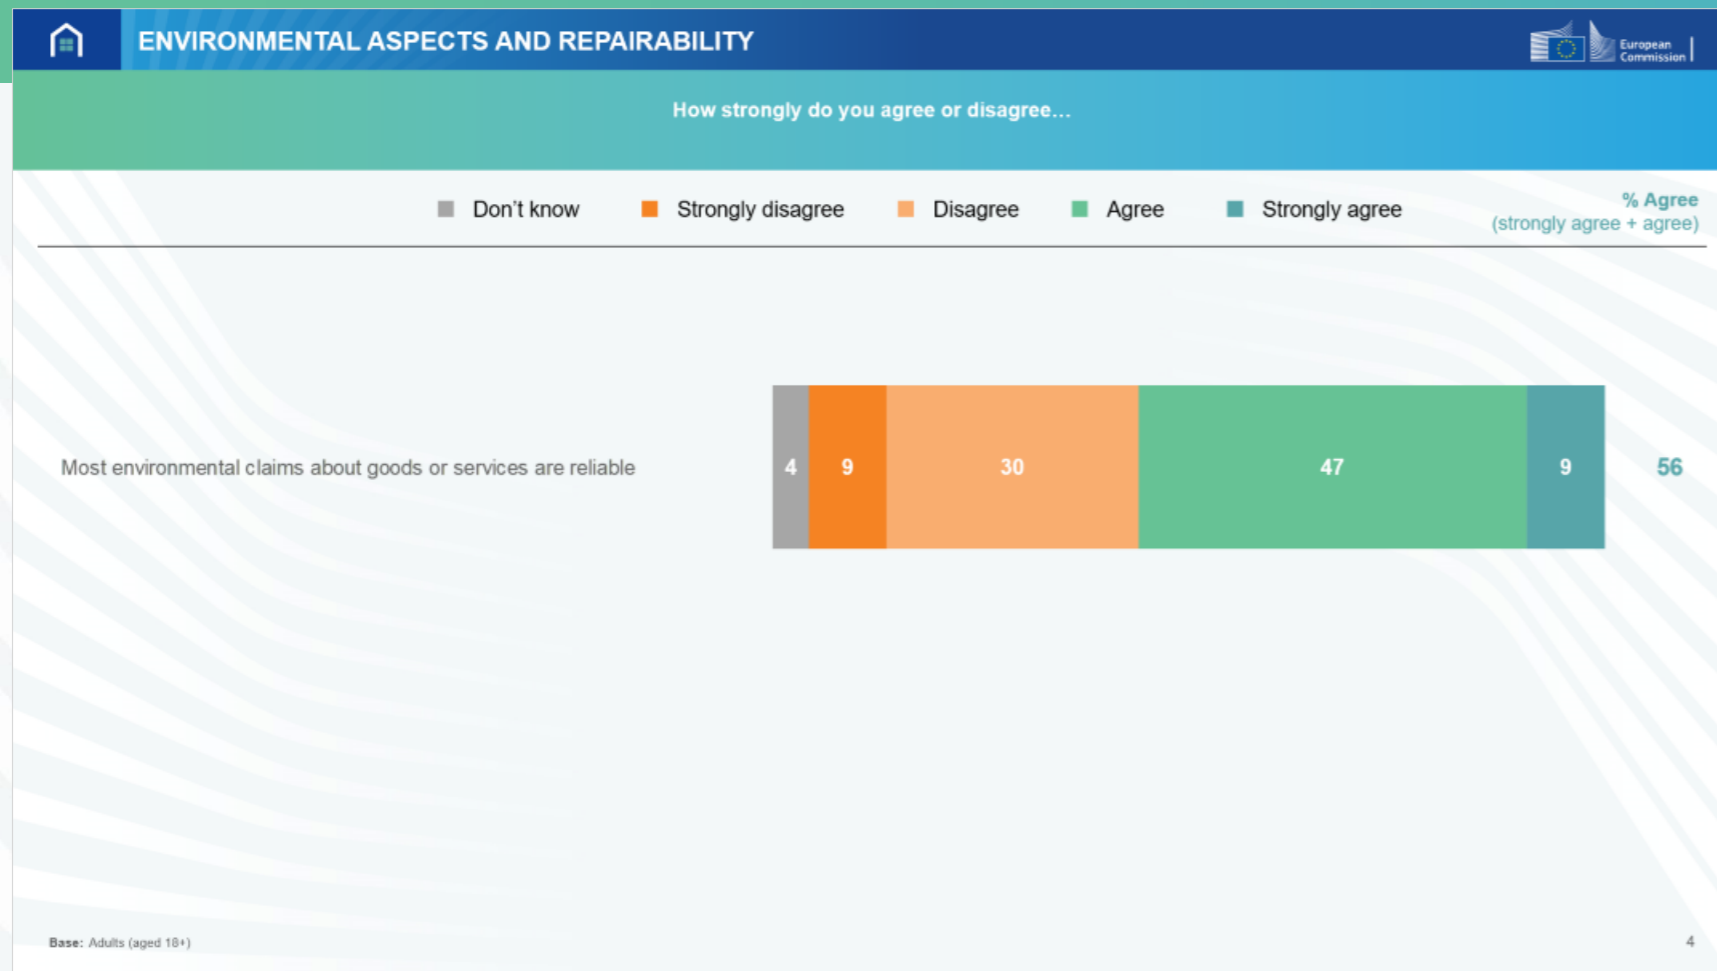 ENVIRONMENTAL ASPECTS AND REPAIRABILITY
European
Commission
How strongly do you agree or disagree...
Don't know
Strongly disagree
Disagree
Agree
Strongly agree
% Agree
(strongly agree + agree)
Most environmental claims about goods or services are reliable
4
9
30
47
9
56
Base: Adults (aged 18+)
4